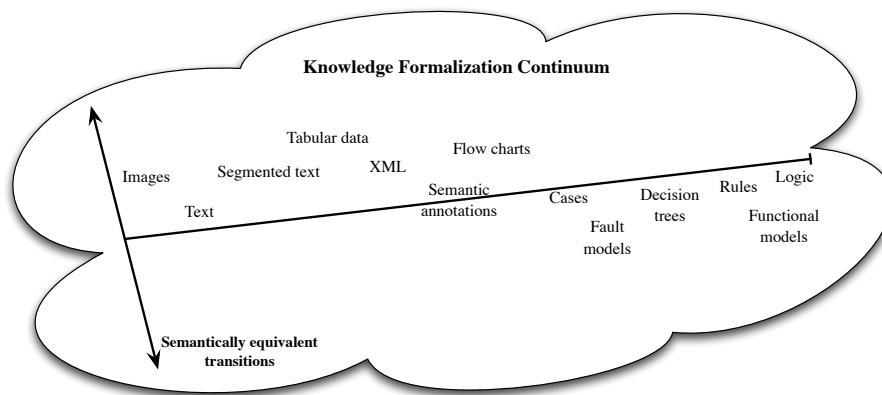 Knowledge Formalization Continuum
Tabular data
Flow charts
XML
Segmented text
Images
Text
Semantic
annotations
Cases
Decision
trees
Rules
Logic
Fault
models
Functional
models
Semantically equivalent
transitions